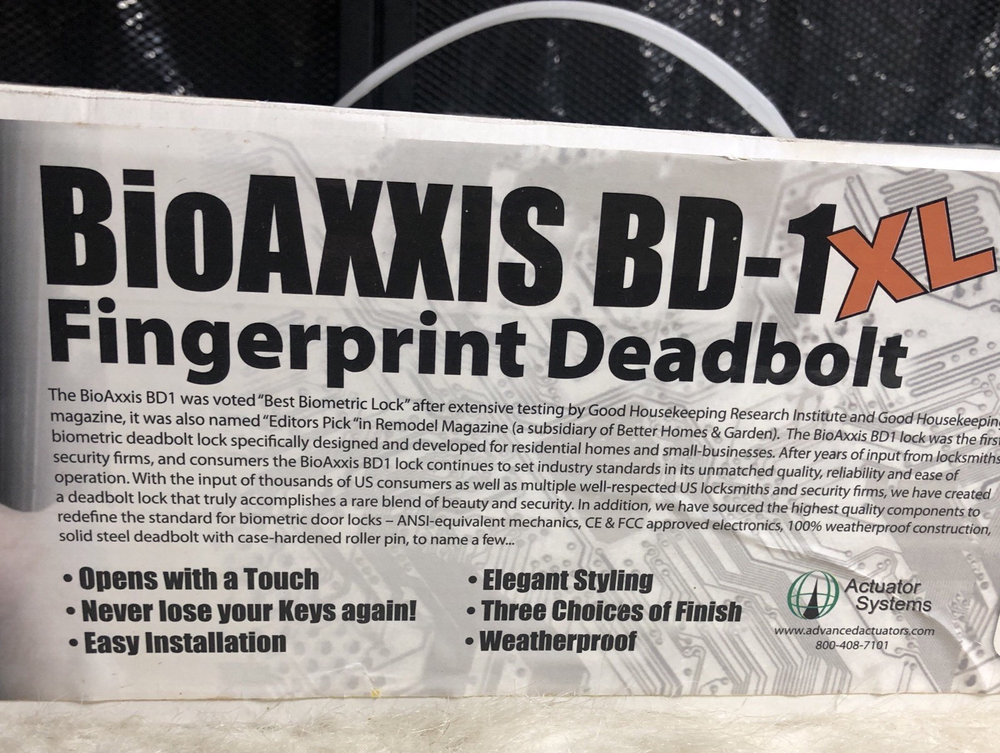 BioAXXIS BD-1XL
Fingerprint Deadbolt
The BioAxxis BD1 was voted "Best Biometric Lock" after extensive testing by Good Housekeeping Research Institute and Good Housekeeping
magazine, it was also named "Editors Pick "in Remodel Magazine (a subsidiary of Better Homes & Garden). The BioAxxis BD1 lock was the first
biometric deadbolt lock specifically designed and developed for residential homes and small-businesses. After years of input from locksmiths
security firms, and consumers the BioAxxis BD1 lock continues to set industry standards in its unmatched quality, reliability and ease of
operation. With the input of thousands of US consumers as well as multiple well-respected US locksmiths and security firms, we have created
a deadbolt lock that truly accomplishes a rare blend of beauty and security. In addition, we have sourced the highest quality components to
redefine the standard for biometric door locks – ANSI-equivalent mechanics, CE & FCC approved electronics, 100% weatherproof construction,
solid steel deadbolt with case-hardened roller pin, to name a few...
• Opens with a Touch
• Never lose your Keys again!
• Easy Installation
• Elegant Styling
• Three Choices of Finish
• Weatherproof
Actuator
Systems
www.advancedactuators.com
800-408-7101